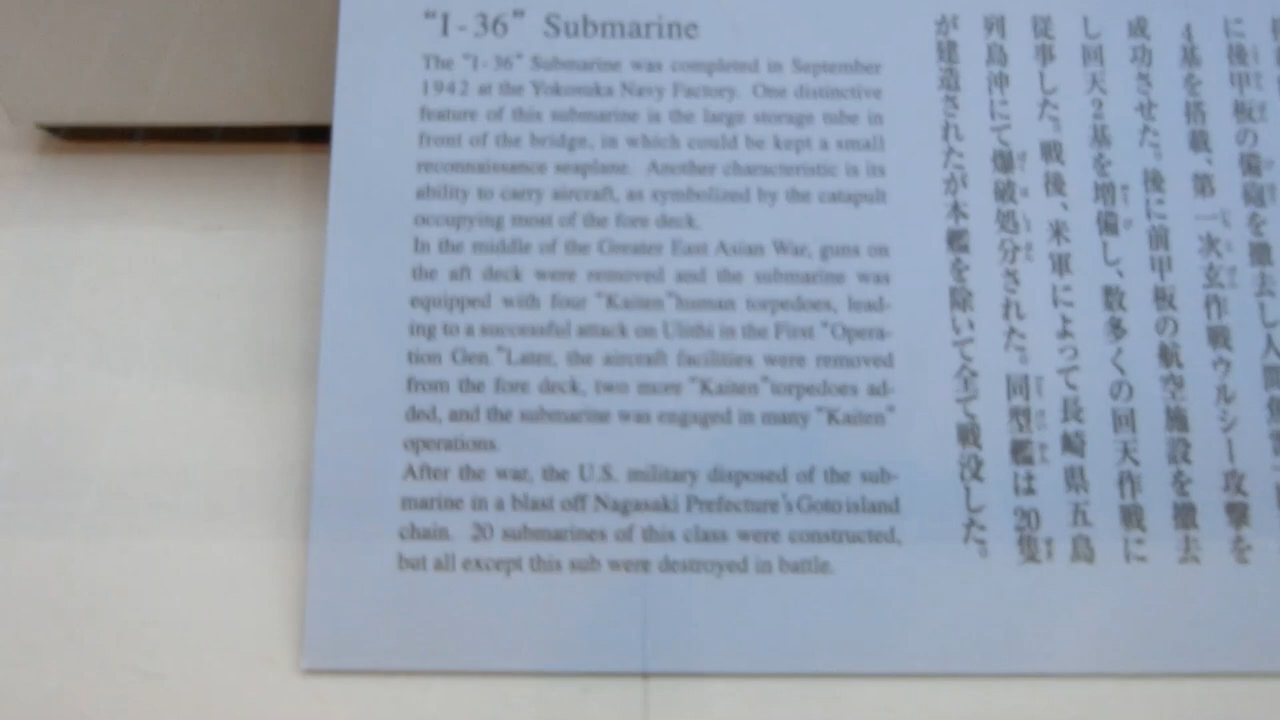 “I-36” Submarine
The “I-36” Submarine was completed in September
1942 at the Yokosuka Navy Factory. One distinctive
feature of this submarine is the large storage tube in
front of the bridge, in which could be kept a small
reconnaissance seaplane. Another characteristic is its
ability to carry aircraft, as symbolized by the catapult
occupying most of the fore deck.
In the middle of the Greater East Asian War, guns on
the aft deck were removed and the submarine was
equipped with four “Kaiten”human torpedoes, lead-
ing to a successful attack on Ulithi in the First “Opera-
tion Gen.”Later, the aircraft facilities were removed
from the fore deck, two more “Kaiten”torpedoes ad-
ded, and the submarine was engaged in many “Kaiten”
operations.
After the war, the U.S. military disposed of the sub-
marine in a blast off Nagasaki Prefecture’s Goto island
chain. 20 submarines of this class were constructed,
but all except this sub were destroyed in battle.
に後甲板の備砲を撤去し人間
4基を搭載、第一次玄作戦ウルシー攻撃を
成功させた。後に前甲板の航空施設を撤去
し回天2基を増備し、数多くの回天作戦に
従事した。戦後、米軍によって長崎県五島
列島沖にて爆破処分された。同型艦は20隻
が建造されたが本艦を除いて全て戦没した。